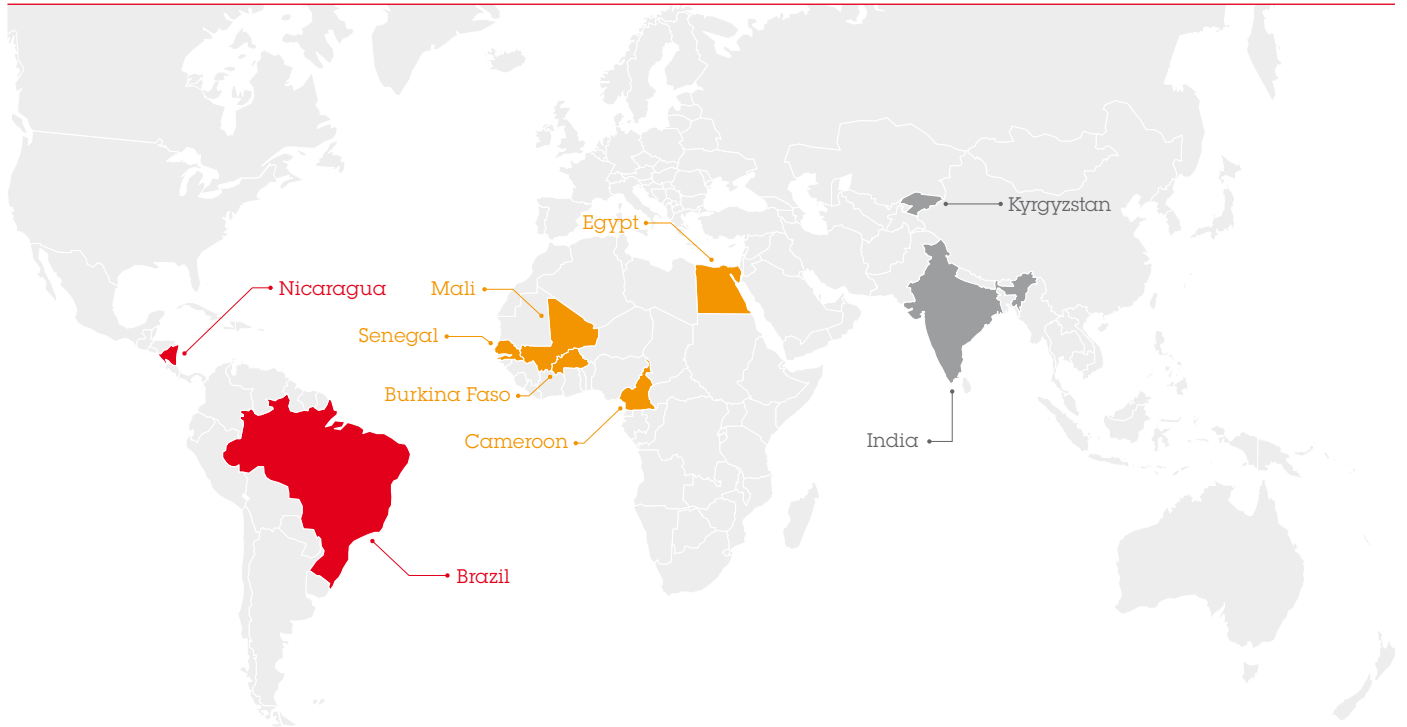 Kyrgyzstan
Egypt
Nicaragua
Mali
Senegal
Burkina Faso
Cameroon
India
Brazil